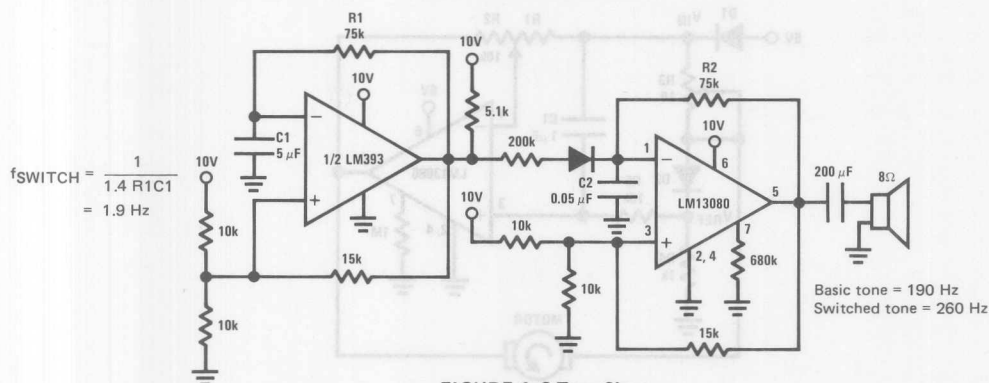 R1
75k
10V
10V
5.1k
C1
5 μF
−
+
1/2 LM393
fSWITCH = 1 / 1.4 R1C1
= 1.9 Hz
10V
10k
15k
10k
200k
10V
10k
10k
C2
0.05 μF
R2
75k
10V
1
−
6
LM13080
5
3
+
7
2, 4
680k
15k
200 μF
8Ω
Basic tone = 190 Hz
Switched tone = 260 Hz